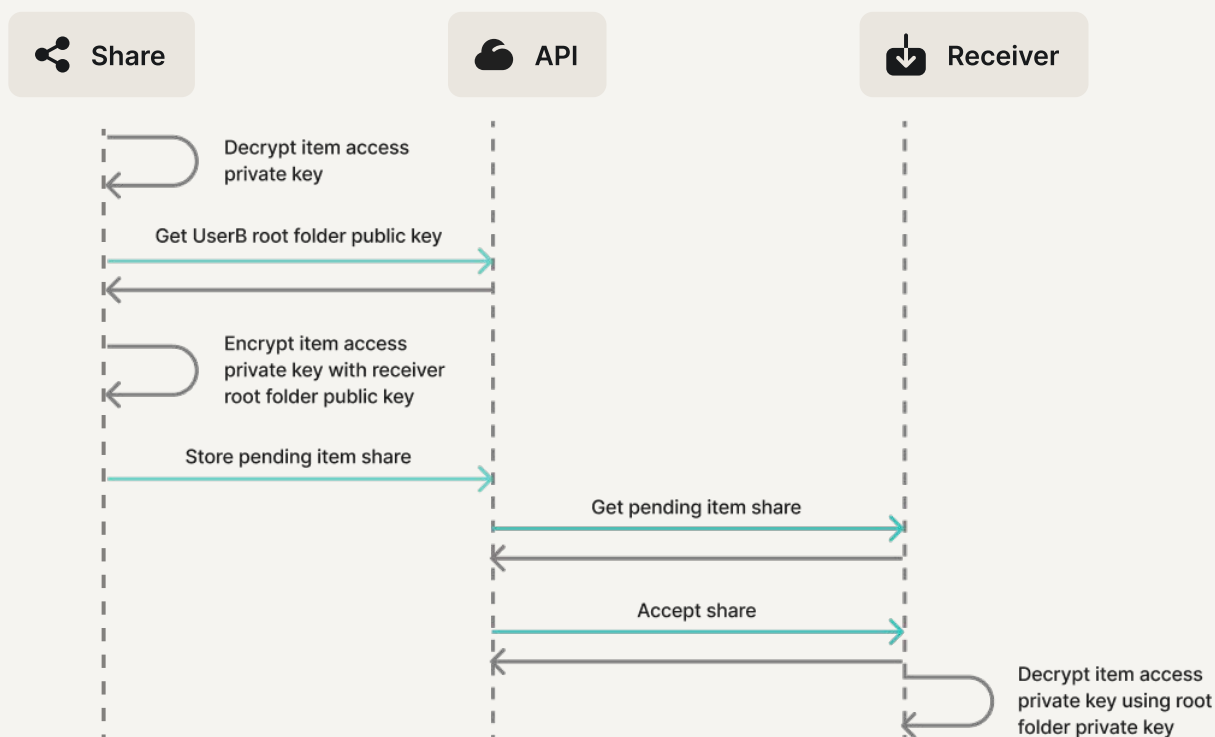 Share
API
Receiver
Decrypt item access
private key
Get UserB root folder public key
Encrypt item access
private key with receiver
root folder public key
Store pending item share
Get pending item share
Accept share
Decrypt item access
private key using root
folder private key